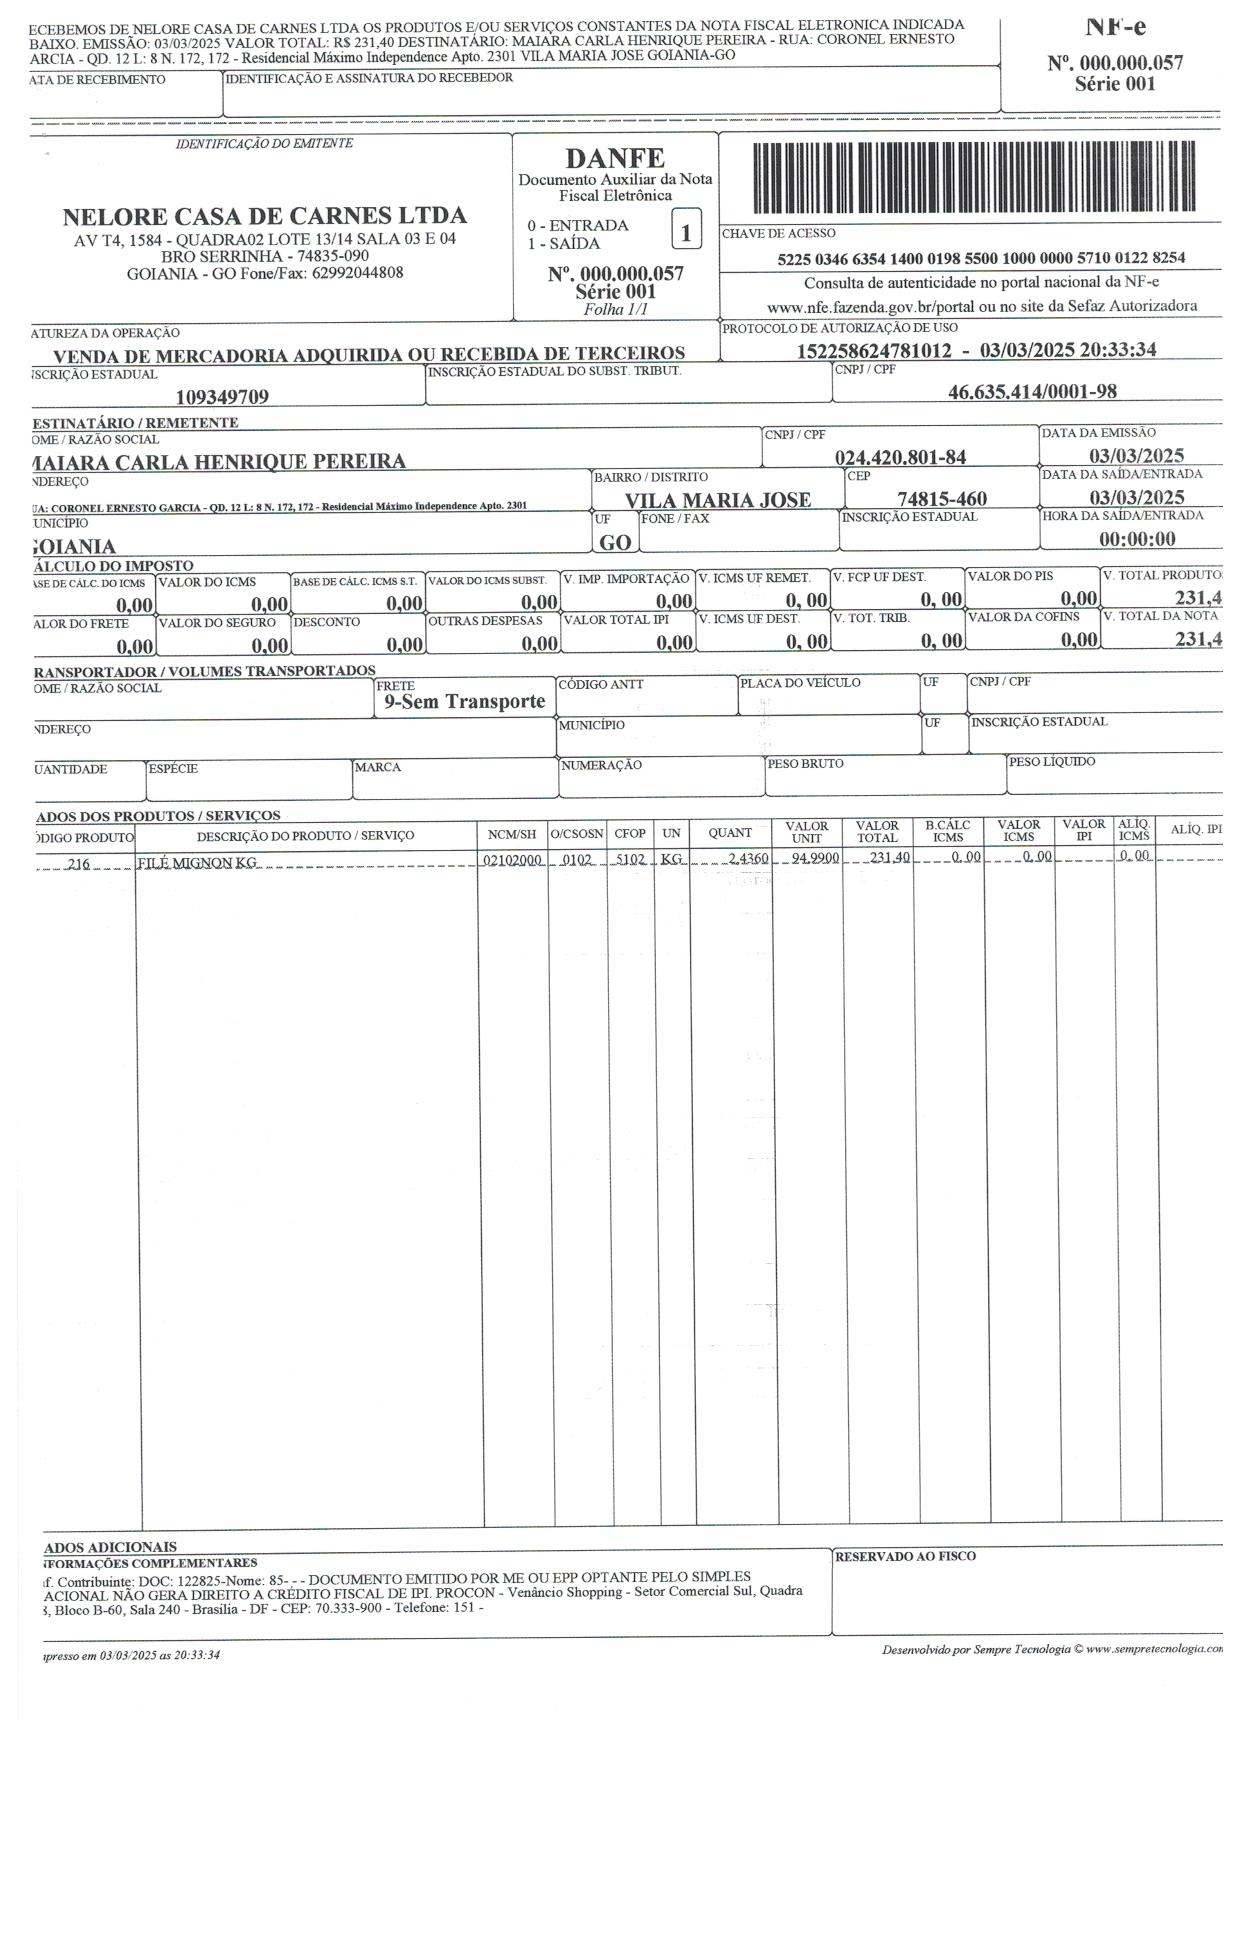 ECEBEMOS DE NELORE CASA DE CARNES LTDA OS PRODUTOS E/OU SERVIÇOS CONSTANTES DA NOTA FISCAL ELETRONICA INDICADA
BAIXO. EMISSÃO: 03/03/2025 VALOR TOTAL: R$ 231,40 DESTINATÁRIO: MAIARA CARLA HENRIQUE PEREIRA - RUA: CORONEL ERNESTO
ARCIA - QD. 12 L: 8 N. 172, 172 - Residencial Máximo Independence Apto. 2301 VILA MARIA JOSE GOIANIA-GO
ATA DE RECEBIMENTO IDENTIFICAÇÃO E ASSINATURA DO RECEBEDOR
NF-e
Nº. 000.000.057
Série 001
IDENTIFICAÇÃO DO EMITENTE
NELORE CASA DE CARNES LTDA
AV T4, 1584 - QUADRA02 LOTE 13/14 SALA 03 E 04
BRO SERRINHA - 74835-090
GOIANIA - GO Fone/Fax: 62992044808
DANFE
Documento Auxiliar da Nota
Fiscal Eletrônica
0 - ENTRADA
1 - SAÍDA
1
Nº. 000.000.057
Série 001
Folha 1/1
CHAVE DE ACESSO
5225 0346 6354 1400 0198 5500 1000 0000 5710 0122 8254
Consulta de autenticidade no portal nacional da NF-e
www.nfe.fazenda.gov.br/portal ou no site da Sefaz Autorizadora
ATUREZA DA OPERAÇÃO PROTOCOLO DE AUTORIZAÇÃO DE USO
VENDA DE MERCADORIA ADQUIRIDA OU RECEBIDA DE TERCEIROS 152258624781012 - 03/03/2025 20:33:34
NSCRIÇÃO ESTADUAL INSCRIÇÃO ESTADUAL DO SUBST. TRIBUT. CNPJ / CPF
109349709 46.635.414/0001-98
ESTINATÁRIO / REMETENTE
OME / RAZÃO SOCIAL CNPJ / CPF DATA DA EMISSÃO
MAIARA CARLA HENRIQUE PEREIRA 024.420.801-84 03/03/2025
NDEREÇO BAIRRO / DISTRITO CEP DATA DA SAÍDA/ENTRADA
UA: CORONEL ERNESTO GARCIA - QD. 12 L: 8 N. 172, 172 - Residencial Máximo Independence Apto. 2301 VILA MARIA JOSE 74815-460 03/03/2025
UNICÍPIO UF FONE / FAX INSCRIÇÃO ESTADUAL HORA DA SAÍDA/ENTRADA
GOIANIA GO 00:00:00
ÁLCULO DO IMPOSTO
ASE DE CÁLC. DO ICMS VALOR DO ICMS BASE DE CÁLC. ICMS S.T. VALOR DO ICMS SUBST. V. IMP. IMPORTAÇÃO V. ICMS UF REMET. V. FCP UF DEST. VALOR DO PIS V. TOTAL PRODUTO
0,00 0,00 0,00 0,00 0,00 0, 00 0, 00 0,00 231,4
ALOR DO FRETE VALOR DO SEGURO DESCONTO OUTRAS DESPESAS VALOR TOTAL IPI V. ICMS UF DEST. V. TOT. TRIB. VALOR DA COFINS V. TOTAL DA NOTA
0,00 0,00 0,00 0,00 0,00 0, 00 0, 00 0,00 231,4
RANSPORTADOR / VOLUMES TRANSPORTADOS
OME / RAZÃO SOCIAL FRETE CÓDIGO ANTT PLACA DO VEÍCULO UF CNPJ / CPF
9-Sem Transporte
NDEREÇO MUNICÍPIO UF INSCRIÇÃO ESTADUAL
UANTIDADE ESPÉCIE MARCA NUMERAÇÃO PESO BRUTO PESO LÍQUIDO
ADOS DOS PRODUTOS / SERVIÇOS
ÓDIGO PRODUTO DESCRIÇÃO DO PRODUTO / SERVIÇO NCM/SH O/CSOSN CFOP UN QUANT VALOR UNIT VALOR TOTAL B.CÁLC ICMS VALOR ICMS VALOR IPI ALÍQ. ICMS ALÍQ. IPI
216 FILÉ MIGNON KG 02102000 0102 5102 KG 2,4360 94,9900 231,40 0, 00 0, 00 0, 00
ADOS ADICIONAIS
NFORMAÇÕES COMPLEMENTARES RESERVADO AO FISCO
f. Contribuinte: DOC: 122825-Nome: 85- - - DOCUMENTO EMITIDO POR ME OU EPP OPTANTE PELO SIMPLES
ACIONAL NÃO GERA DIREITO A CRÉDITO FISCAL DE IPI. PROCON - Venâncio Shopping - Setor Comercial Sul, Quadra
8, Bloco B-60, Sala 240 - Brasilia - DF - CEP: 70.333-900 - Telefone: 151 -
presso em 03/03/2025 as 20:33:34 Desenvolvido por Sempre Tecnologia © www.sempretecnologia.com